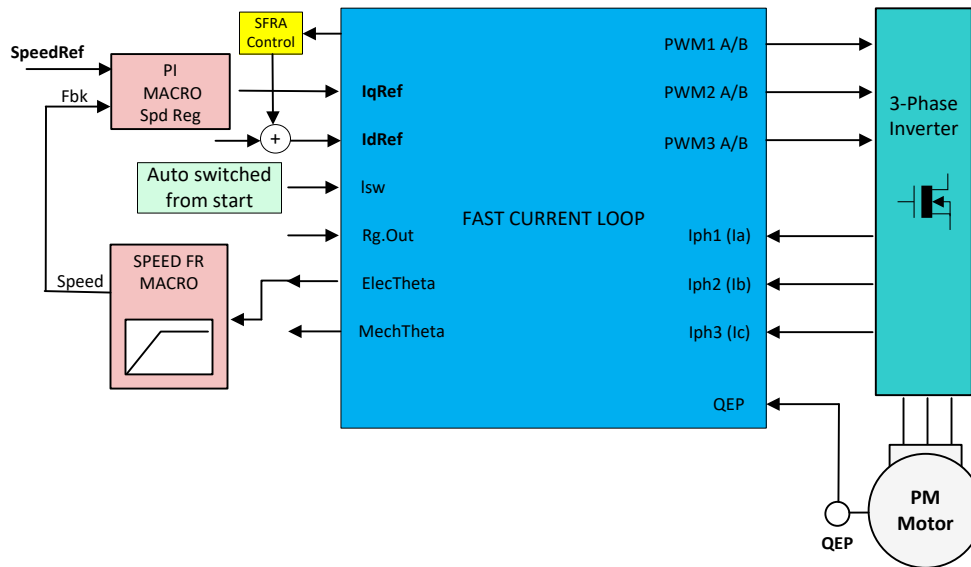 SFRA
Control
SpeedRef
PI
MACRO
Spd Reg
Fbk
+
Auto switched
from start
SPEED FR
MACRO
Speed
IqRef
IdRef
lsw
Rg.Out
ElecTheta
MechTheta
FAST CURRENT LOOP
PWM1 A/B
PWM2 A/B
PWM3 A/B
Iph1 (Ia)
Iph2 (Ib)
Iph3 (Ic)
QEP
3-Phase
Inverter
PM
Motor
QEP